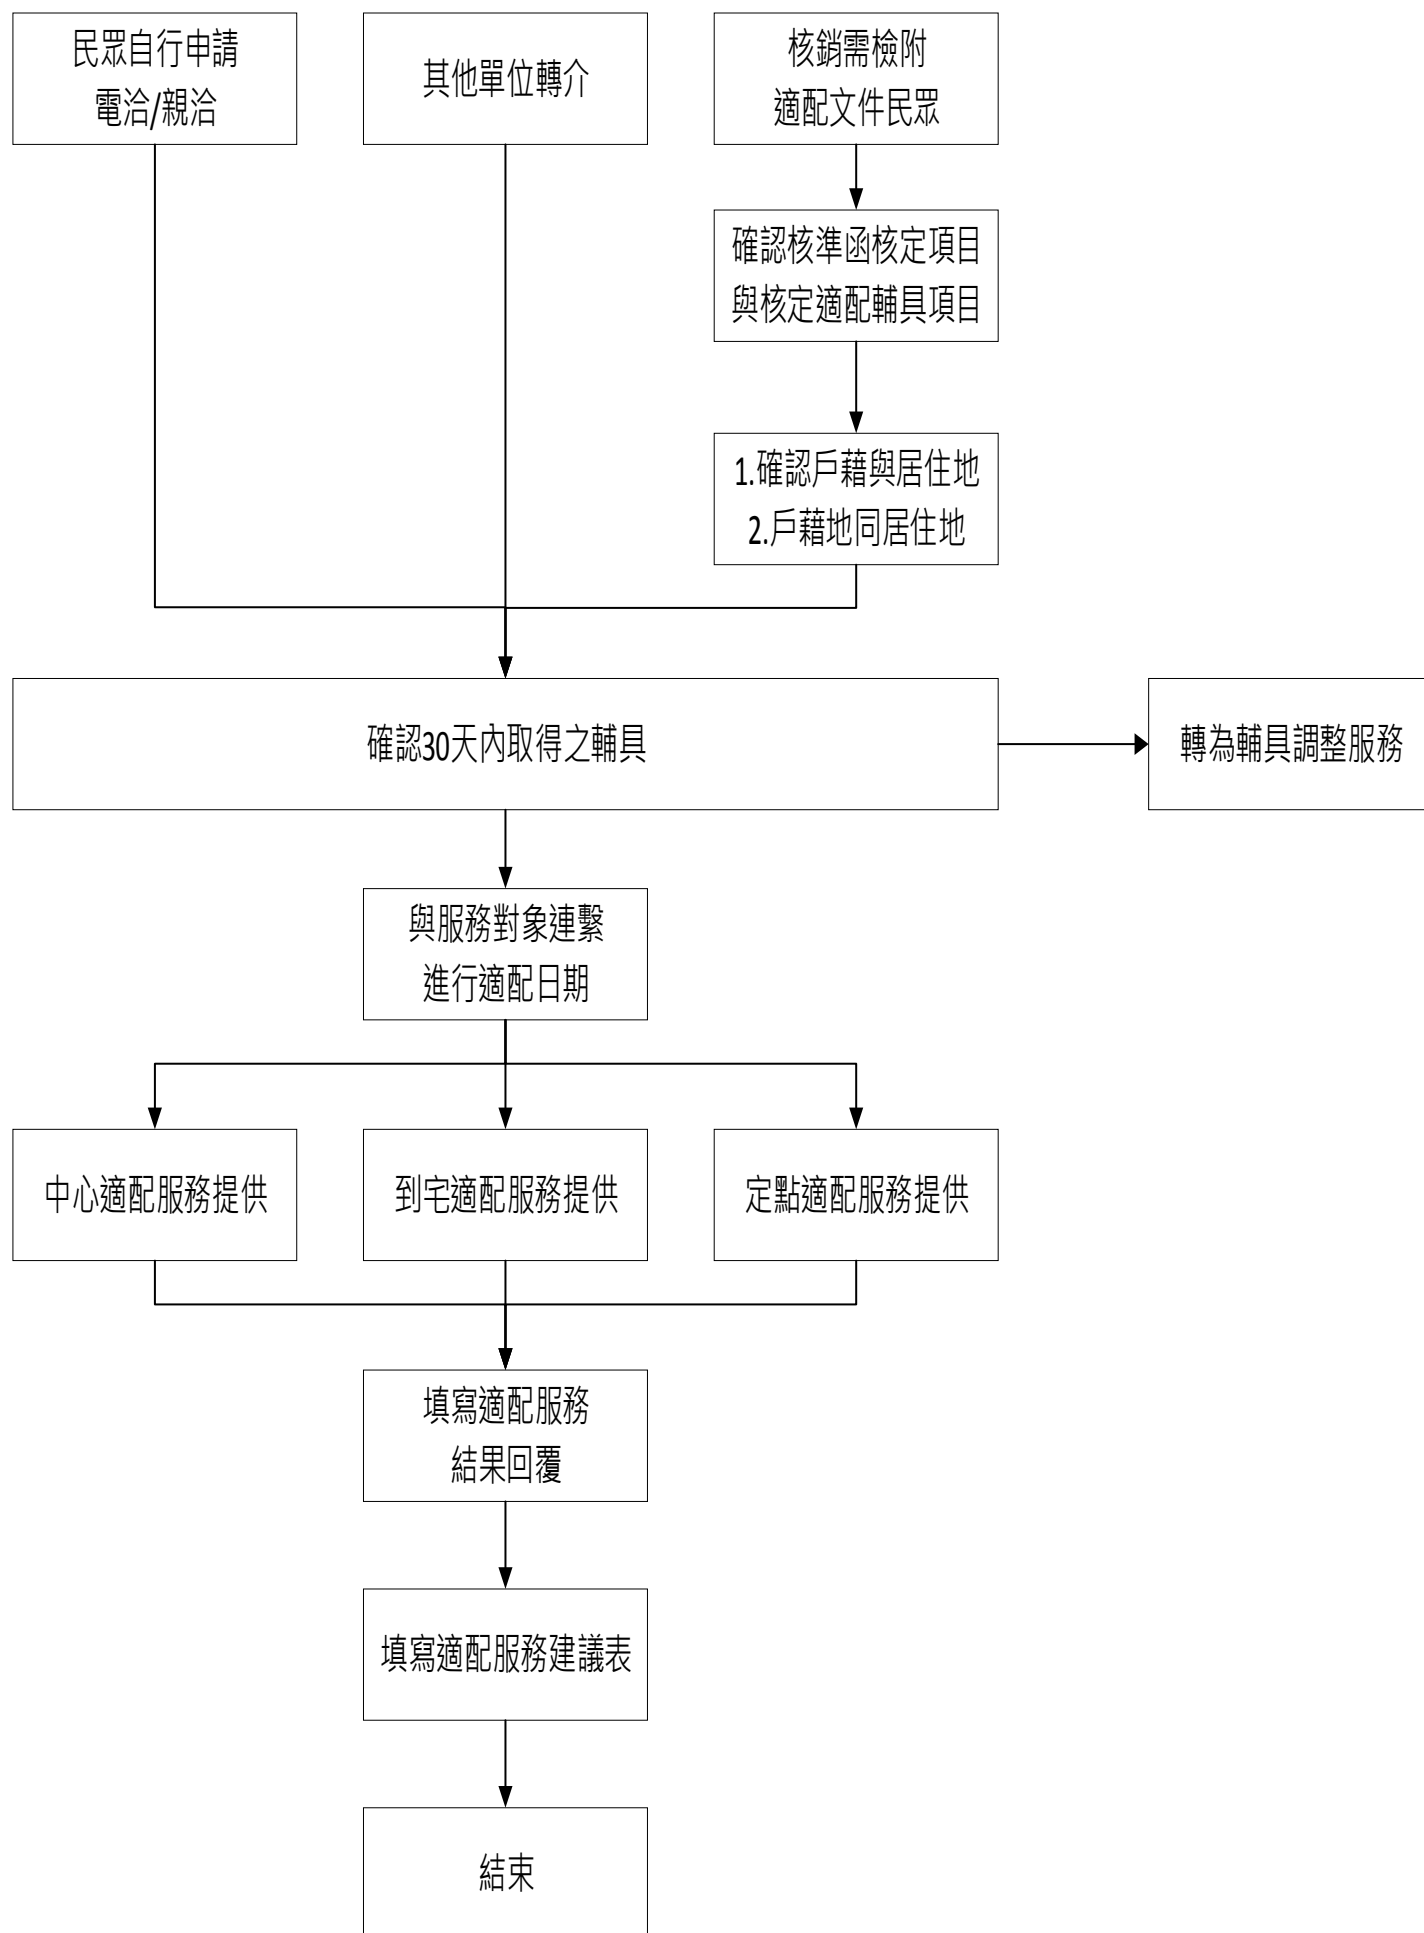 民眾自行申請
電洽/親洽
其他單位轉介
核銷需檢附
適配文件民眾
確認核準函核定項目
與核定適配輔具項目
1.確認戶藉與居住地
2.戶藉地同居住地
確認30天內取得之輔具
轉為輔具調整服務
與服務對象連繫
進行適配日期
中心適配服務提供
到宅適配服務提供
定點適配服務提供
填寫適配服務
結果回覆
填寫適配服務建議表
結束